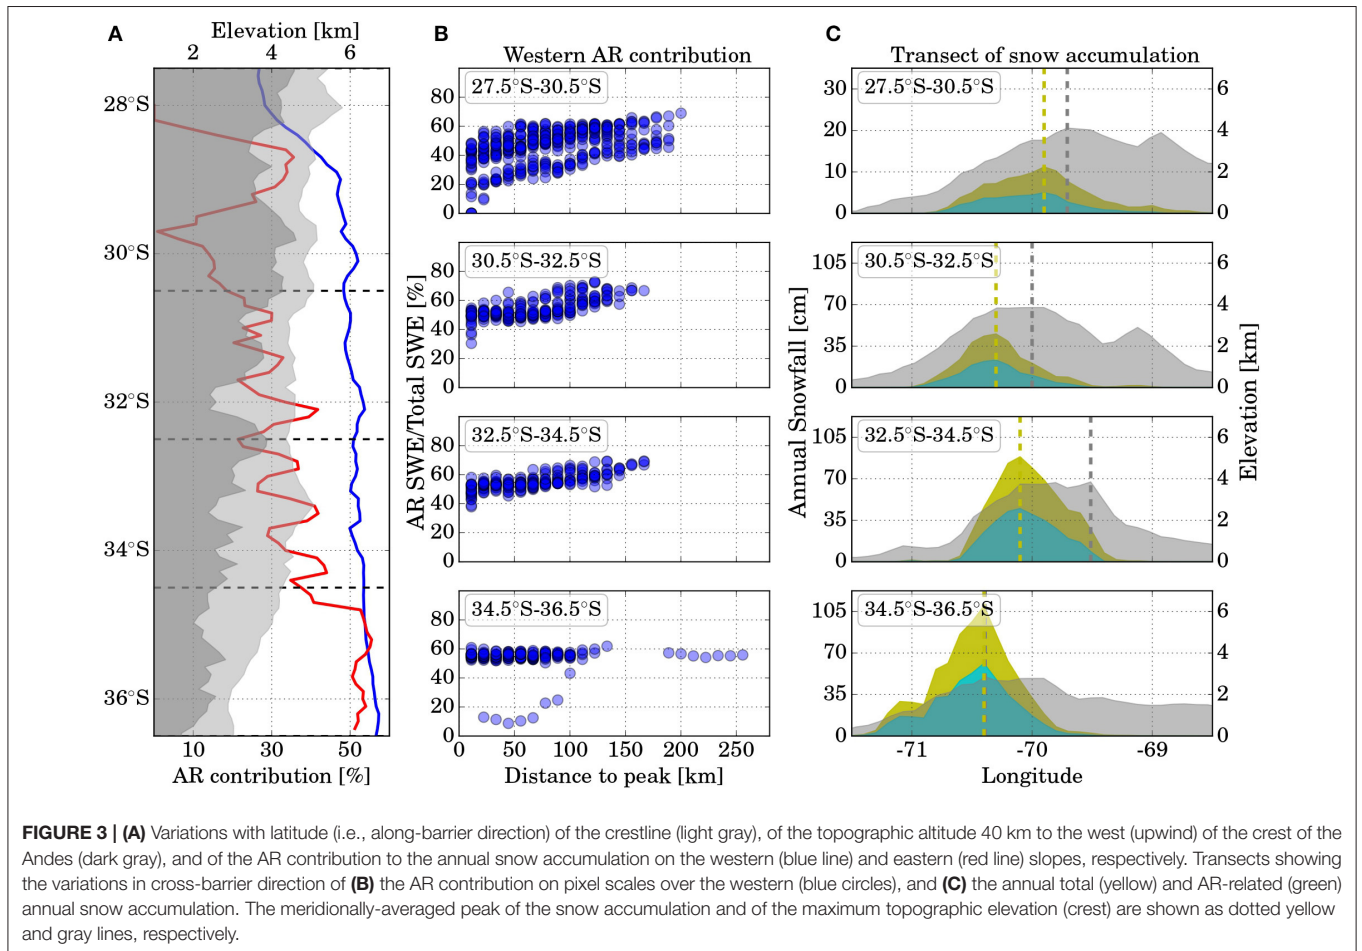 A
Elevation [km]
2 4 6
28°S
30°S
32°S
34°S
36°S
10 30 50
AR contribution [%]
B
Western AR contribution
AR SWE/Total SWE [%]
27.5°S-30.5°S
80
60
40
20
0
30.5°S-32.5°S
80
60
40
20
0
32.5°S-34.5°S
80
60
40
20
0
34.5°S-36.5°S
80
60
40
20
0
0 50 100 150 200 250
Distance to peak [km]
C
Transect of snow accumulation
Annual Snowfall [cm]
Elevation [km]
27.5°S-30.5°S
30
20
10
0
6
4
2
0
30.5°S-32.5°S
105
70
35
0
6
4
2
0
32.5°S-34.5°S
105
70
35
0
6
4
2
0
34.5°S-36.5°S
105
70
35
0
6
4
2
0
-71 -70 -69
Longitude
FIGURE 3 | (A) Variations with latitude (i.e., along-barrier direction) of the crestline (light gray), of the topographic altitude 40 km to the west (upwind) of the crest of the
Andes (dark gray), and of the AR contribution to the annual snow accumulation on the western (blue line) and eastern (red line) slopes, respectively. Transects showing
the variations in cross-barrier direction of (B) the AR contribution on pixel scales over the western (blue circles), and (C) the annual total (yellow) and AR-related (green)
annual snow accumulation. The meridionally-averaged peak of the snow accumulation and of the maximum topographic elevation (crest) are shown as dotted yellow
and gray lines, respectively.